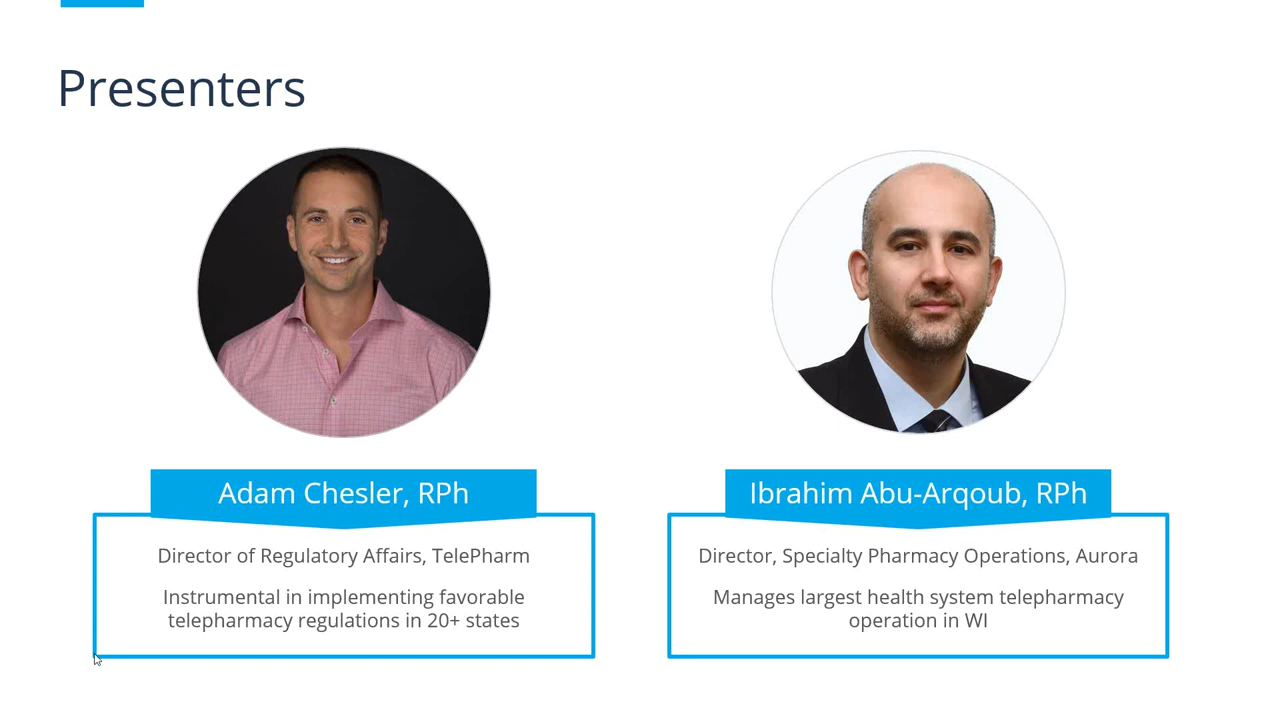 Presenters
Adam Chesler, RPh
Director of Regulatory Affairs, TelePharm
Instrumental in implementing favorable
telepharmacy regulations in 20+ states
Ibrahim Abu-Arqoub, RPh
Director, Specialty Pharmacy Operations, Aurora
Manages largest health system telepharmacy
operation in WI